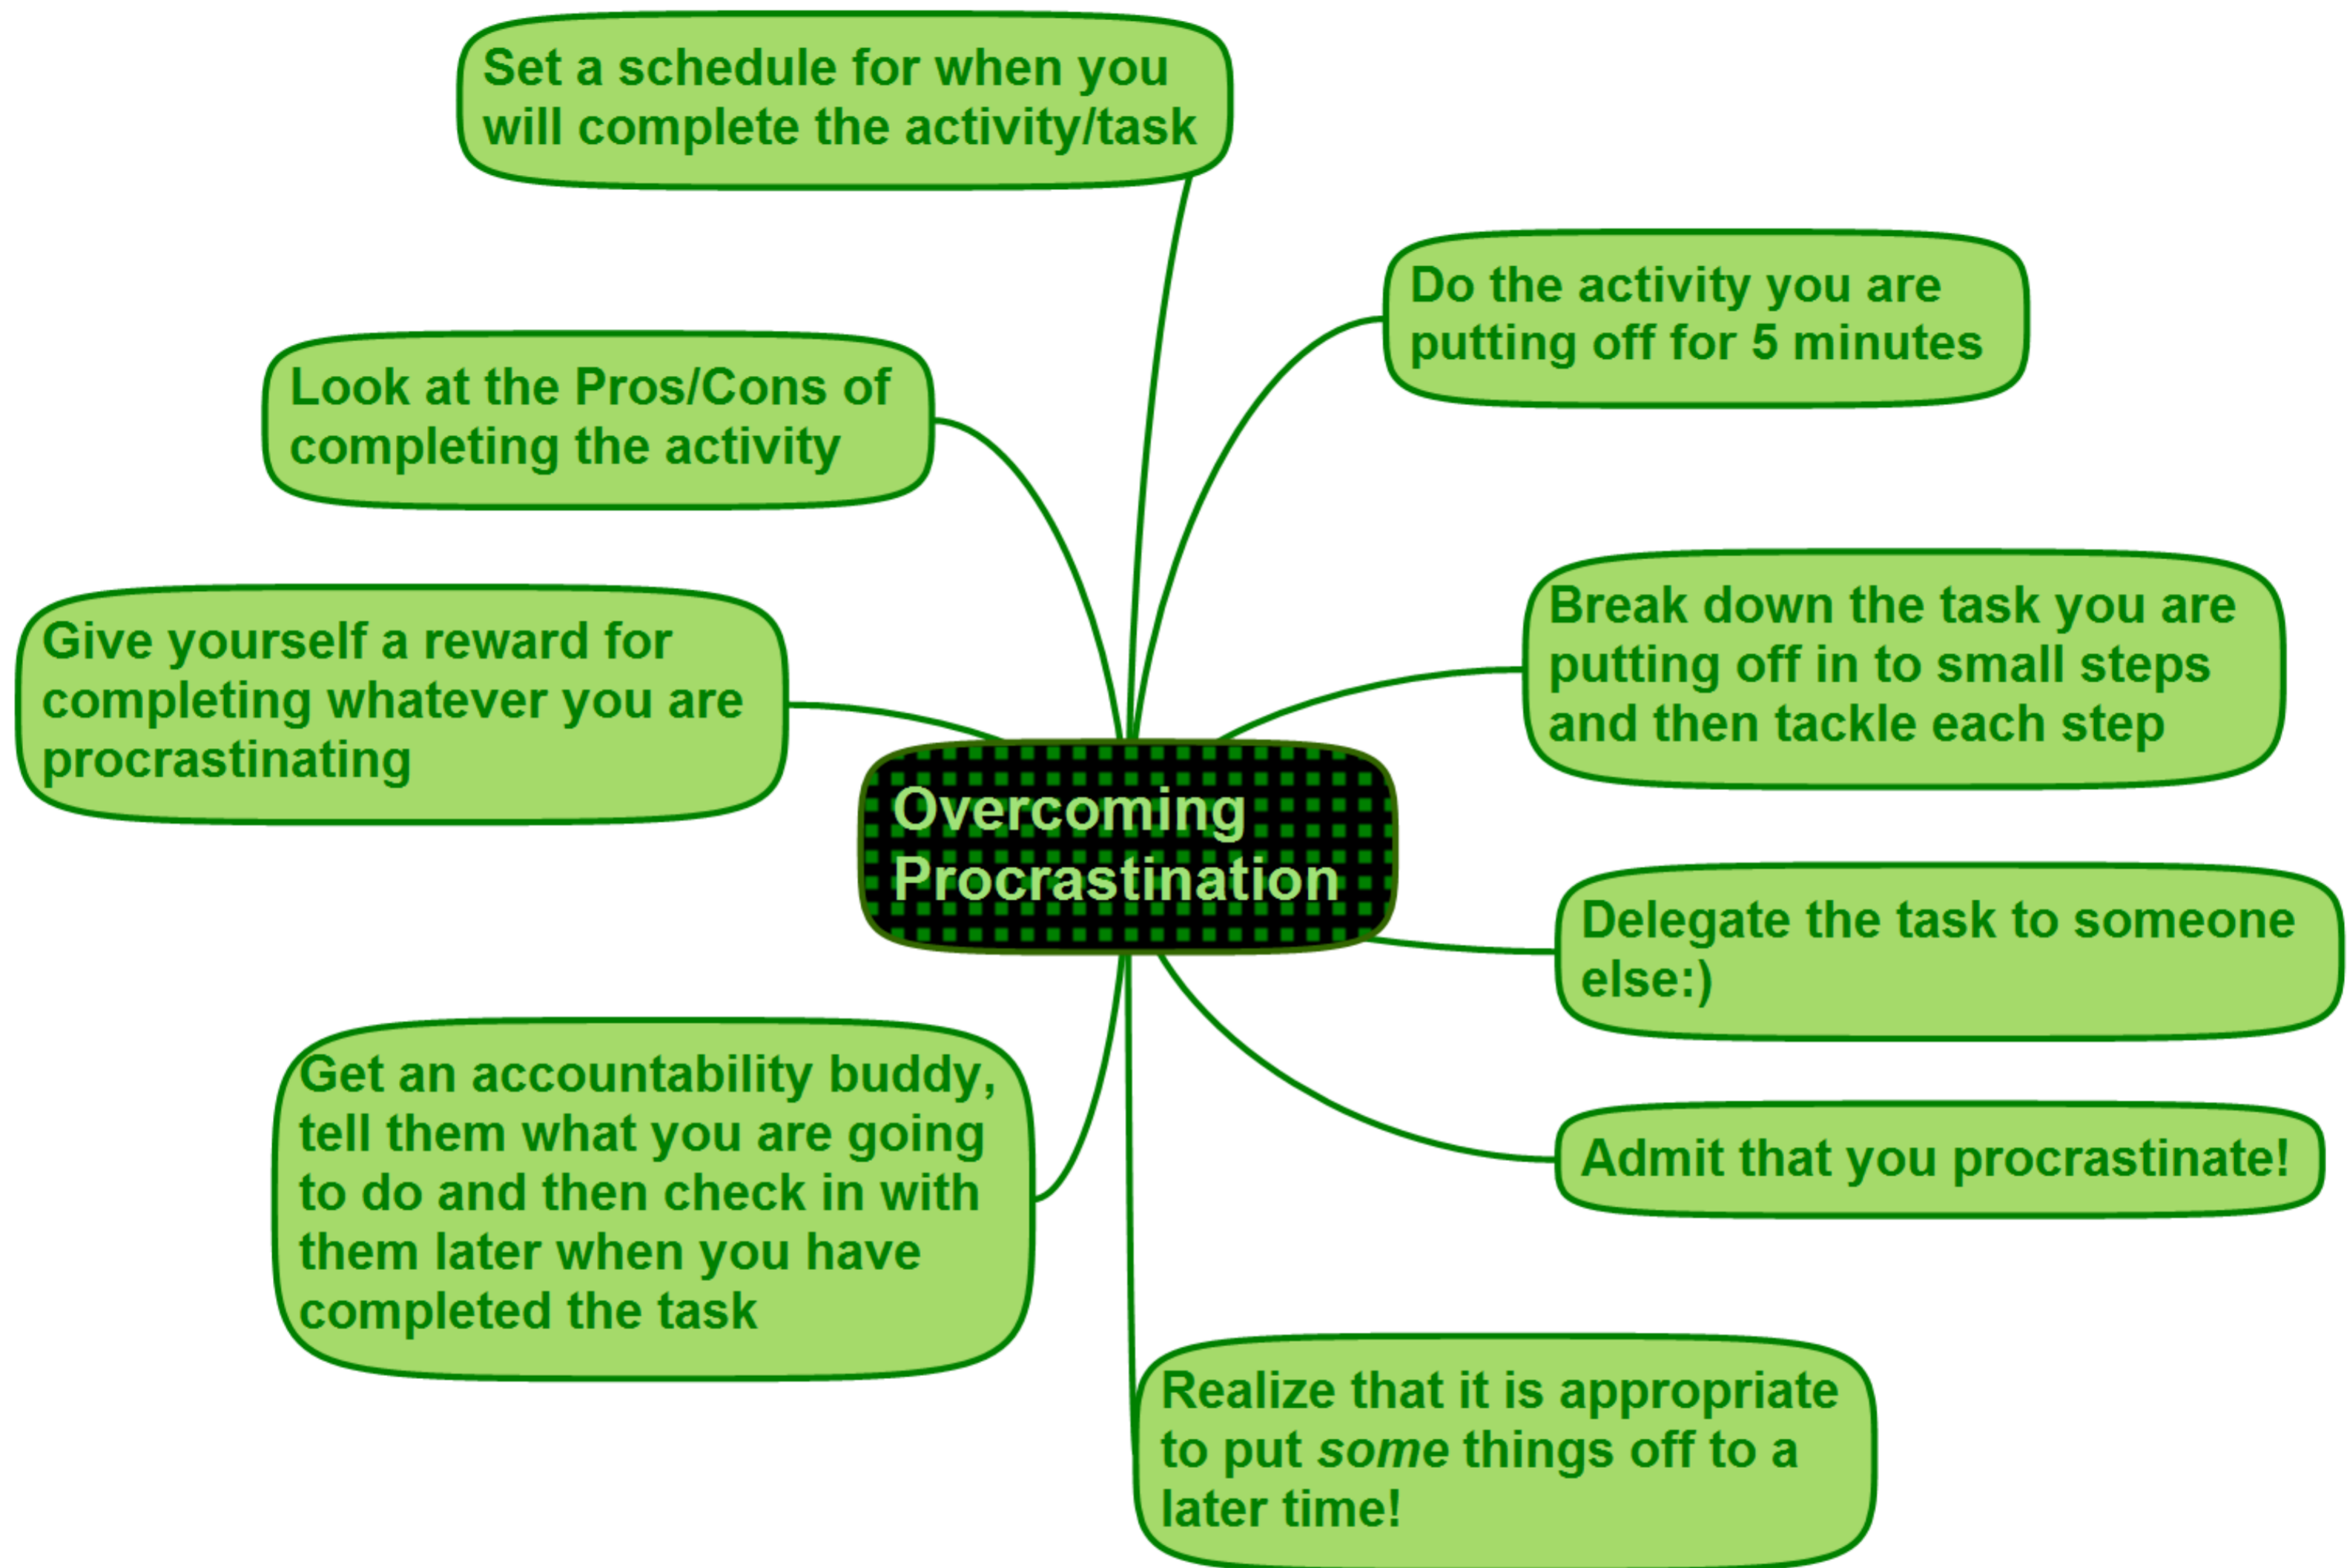 Set a schedule for when you
will complete the activity/task
Do the activity you are
putting off for 5 minutes
Look at the Pros/Cons of
completing the activity
Break down the task you are
putting off in to small steps
and then tackle each step
Give yourself a reward for
completing whatever you are
procrastinating
Overcoming
Procrastination
Delegate the task to someone
else:)
Get an accountability buddy,
tell them what you are going
to do and then check in with
them later when you have
completed the task
Admit that you procrastinate!
Realize that it is appropriate
to put some things off to a
later time!